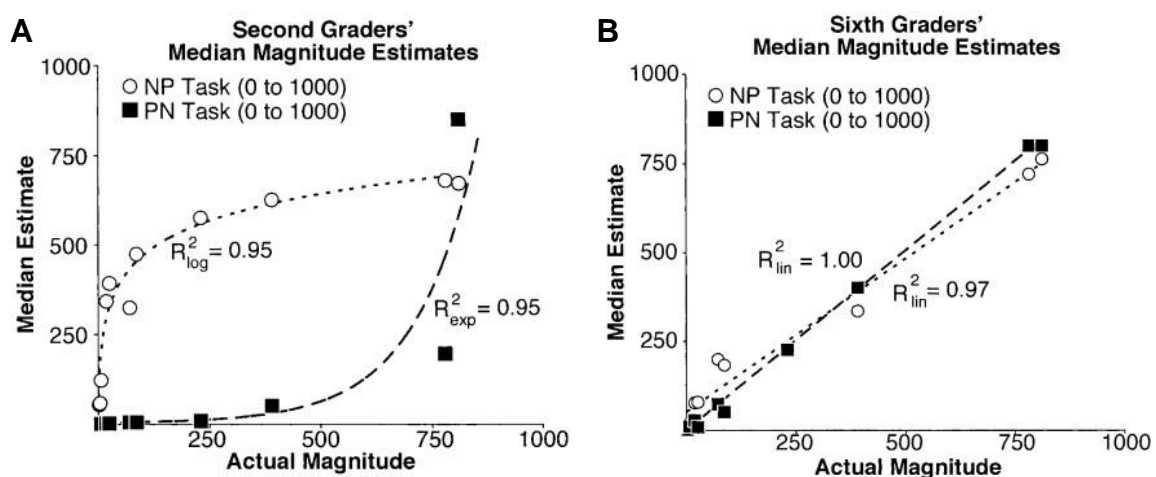 A
Second Graders'
Median Magnitude Estimates
1000
NP Task (0 to 1000)
PN Task (0 to 1000)
750
500
250
Median Estimate
R²log = 0.95
R²exp = 0.95
250
500
750
1000
Actual Magnitude
B
Sixth Graders'
Median Magnitude Estimates
1000
NP Task (0 to 1000)
PN Task (0 to 1000)
750
500
250
0
Median Estimate
R²lin = 1.00
R²lin = 0.97
250
500
750
1000
Actual Magnitude